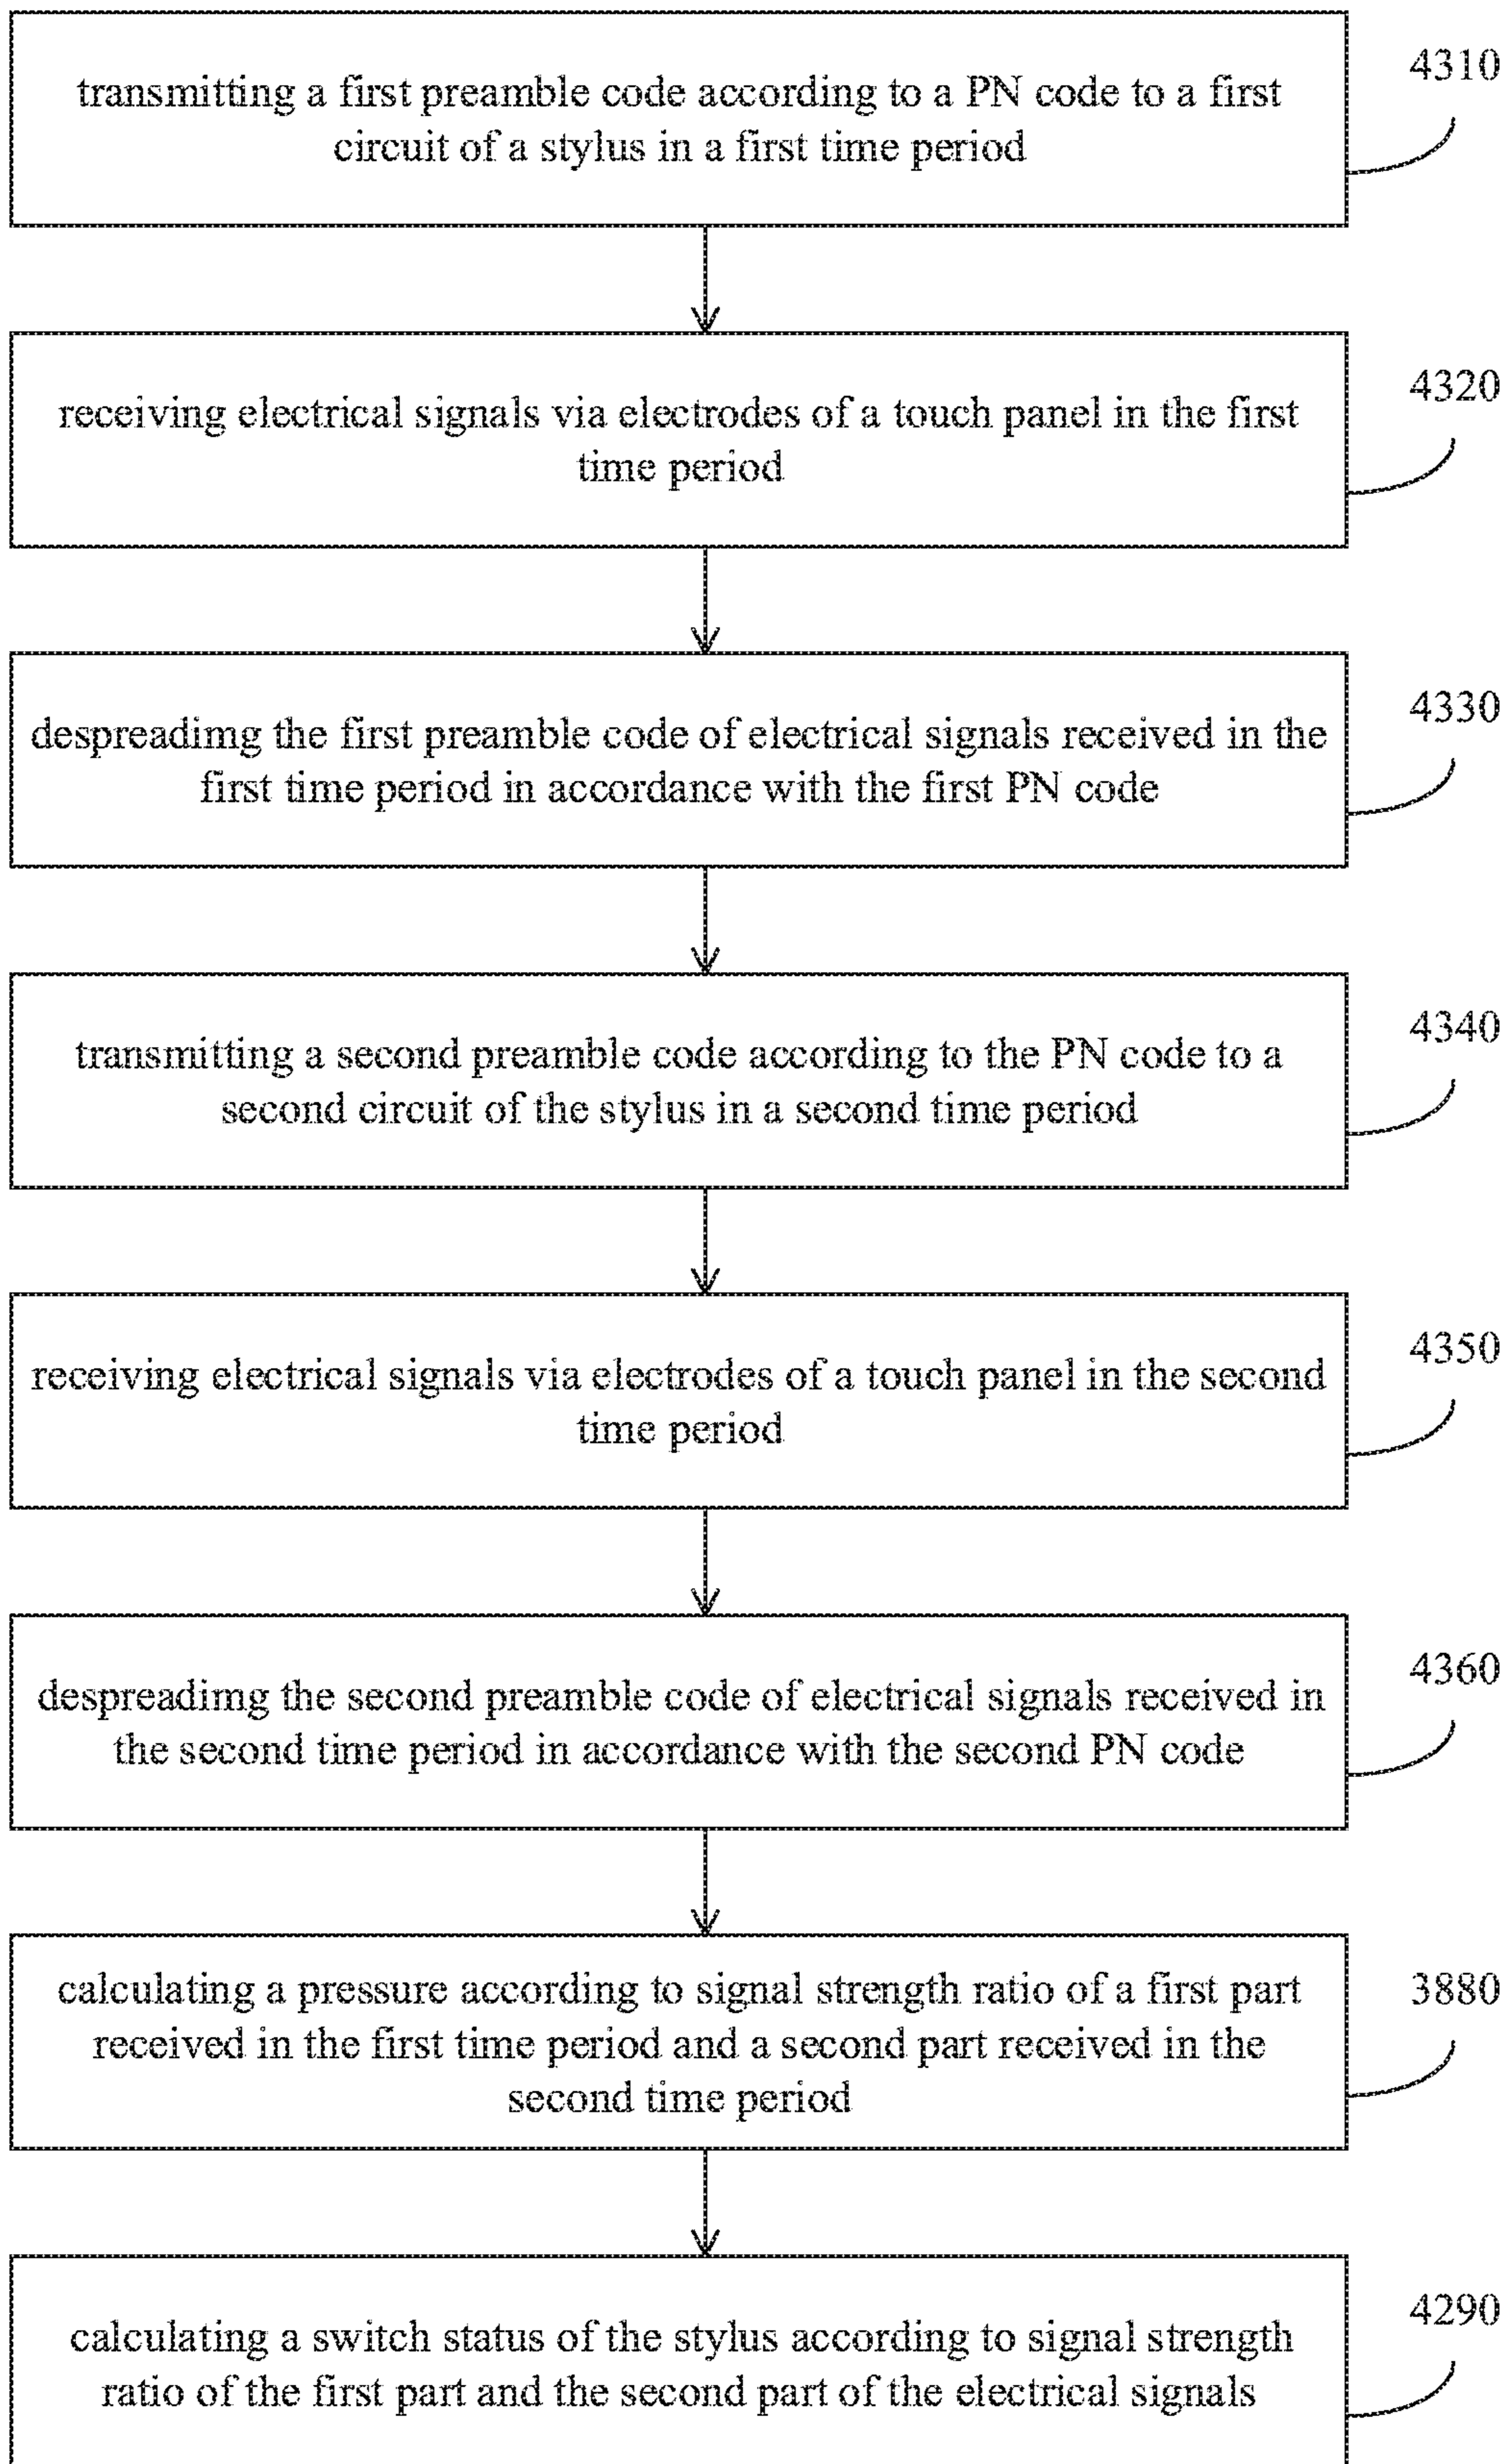 transmitting a first preamble code according to a PN code to a first
circuit of a stylus in a first time period
4310
receiving electrical signals via electrodes of a touch panel in the first
time period
4320
despreadimg the first preamble code of electrical signals received in the
first time period in accordance with the first PN code
4330
transmitting a second preamble code according to the PN code to a
second circuit of the stylus in a second time period
4340
receiving electrical signals via electrodes of a touch panel in the second
time period
4350
despreadimg the second preamble code of electrical signals received in
the second time period in accordance with the second PN code
4360
calculating a pressure according to signal strength ratio of a first part
received in the first time period and a second part received in the
second time period
3880
calculating a switch status of the stylus according to signal strength
ratio of the first part and the second part of the electrical signals
4290